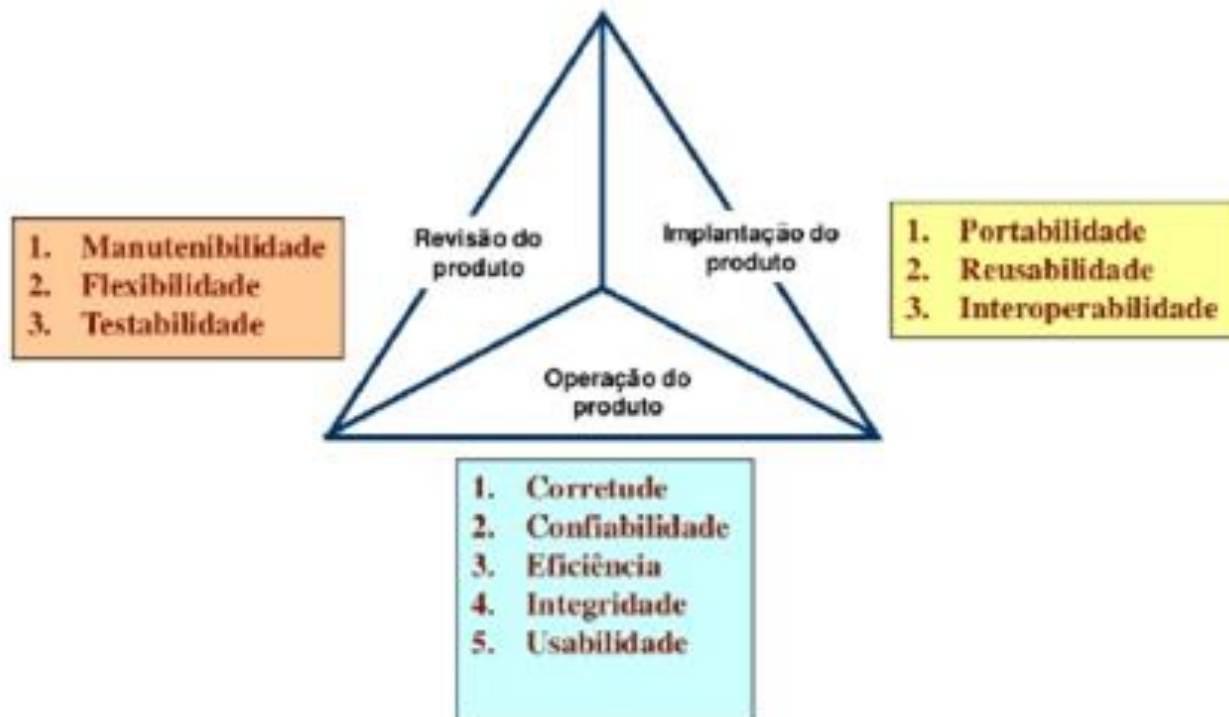 Revisão do
produto
Implantação do
produto
Operação do
produto
1. Manutenibilidade
2. Flexibilidade
3. Testabilidade
1. Portabilidade
2. Reusabilidade
3. Interoperabilidade
1. Corretude
2. Confiabilidade
3. Eficiência
4. Integridade
5. Usabilidade